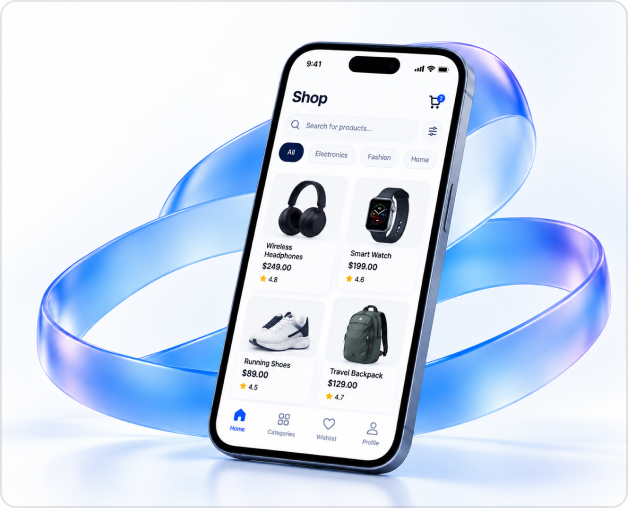 9:41
Shop
2
Search for products...
All
Electronics
Fashion
Home
Wireless
Headphones
$249.00
4.8
Smart Watch
$199.00
4.6
Running Shoes
$89.00
4.5
Travel Backpack
$129.00
4.7
Home
Categories
Wishlist
Profile